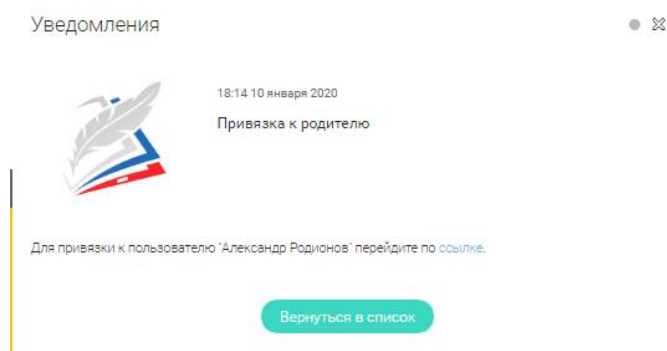 Уведомления
18:14 10 января 2020
Привязка к родителю
Для привязки к пользователю "Александр Родионов" перейдите по ссылке.
Вернуться в список